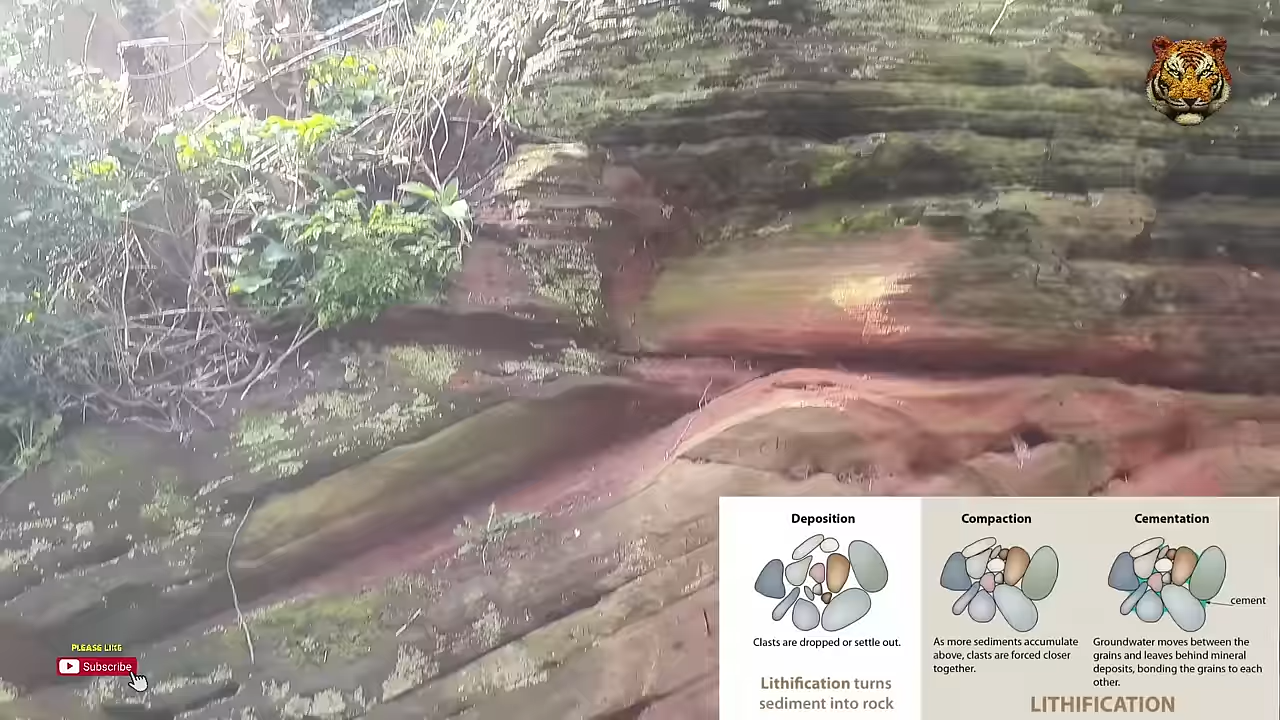 PLEASE LIKE
Subscribe
Deposition
Clasts are dropped or settle out.
Lithification turns
sediment into rock
Compaction
As more sediments accumulate
above, clasts are forced closer
together.
Cementation
cement
Groundwater moves between the
grains and leaves behind mineral
deposits, bonding the grains to each
other.
LITHIFICATION